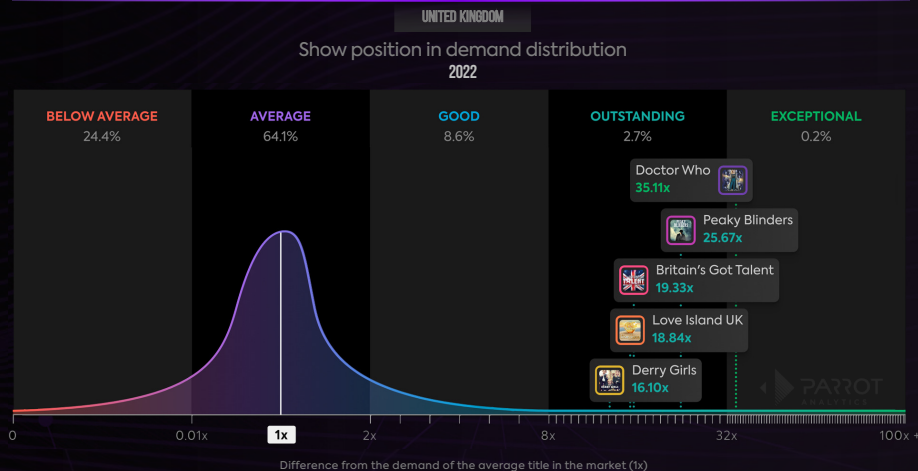 UNITED KINGDOM
Show position in demand distribution
2022
BELOW AVERAGE
24.4%
AVERAGE
64.1%
GOOD
8.6%
OUTSTANDING
2.7%
EXCEPTIONAL
0.2%
Doctor Who
35.11x
Peaky Blinders
25.67x
Britain's Got Talent
19.33x
Love Island UK
18.84x
Derry Girls
16.10x
PARROT
ANALYTICS
0 0.01x 1x 2x 8x 32x 100x +
Difference from the demand of the average title in the market (1x)